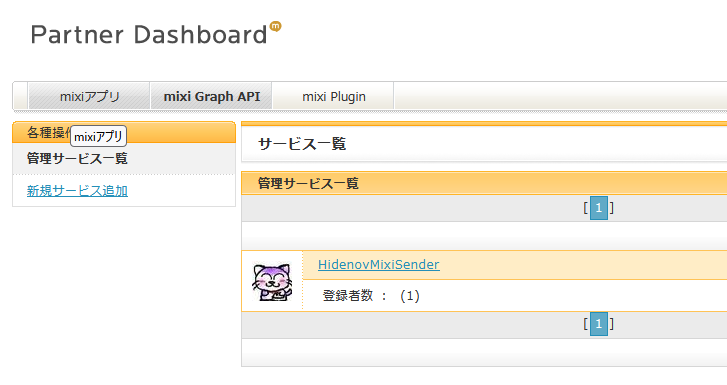 Partner Dashboard m
mixiアプリ mixi Graph API mixi Plugin
各種操作
mixiアプリ
管理サービス一覧
新規サービス追加
サービス一覧
管理サービス一覧
[ 1 ]
HidenovMixiSender
登録者数 : (1)
[ 1 ]